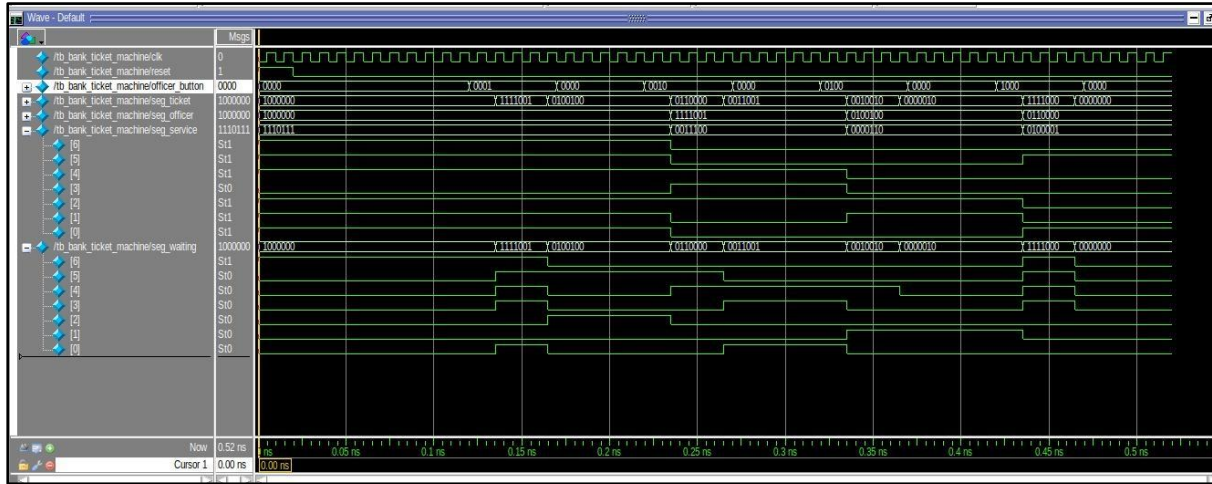 Wave - Default
Msgs
/tb_bank_ticket_machine/clk 0
/tb_bank_ticket_machine/reset 1
/tb_bank_ticket_machine/officer_button 0000 0000 0001 0000 0010 0000 0100 0000 1000 0000
/tb_bank_ticket_machine/seg_ticket 1000000 1000000 1111001 0100100 0110000 0011001 0010010 0000010 1111000 0000000
/tb_bank_ticket_machine/seg_officer 1000000 1000000 1111001 0100100 0110000
/tb_bank_ticket_machine/seg_service 1110111 1110111 0011100 0000110 0100001
[6] St1
[5] St1
[4] St1
[3] St0
[2] St1
[1] St1
[0] St1
/tb_bank_ticket_machine/seg_waiting 1000000 1000000 1111001 0100100 0110000 0011001 0010010 0000010 1111000 0000000
[6] St1
[5] St0
[4] St0
[3] St0
[2] St0
[1] St0
[0] St0
Now 0.52 ns ns 0.05 ns 0.1 ns 0.15 ns 0.2 ns 0.25 ns 0.3 ns 0.35 ns 0.4 ns 0.45 ns 0.5 ns
Cursor 1 0.00 ns 0.00 ns